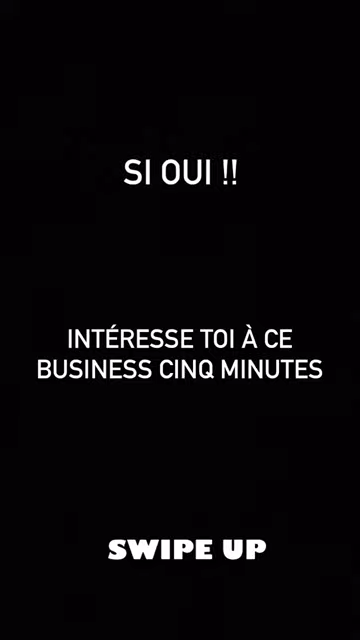 SI OUI !!
INTÉRESSE TOI À CE
BUSINESS CINQ MINUTES
SWIPE UP